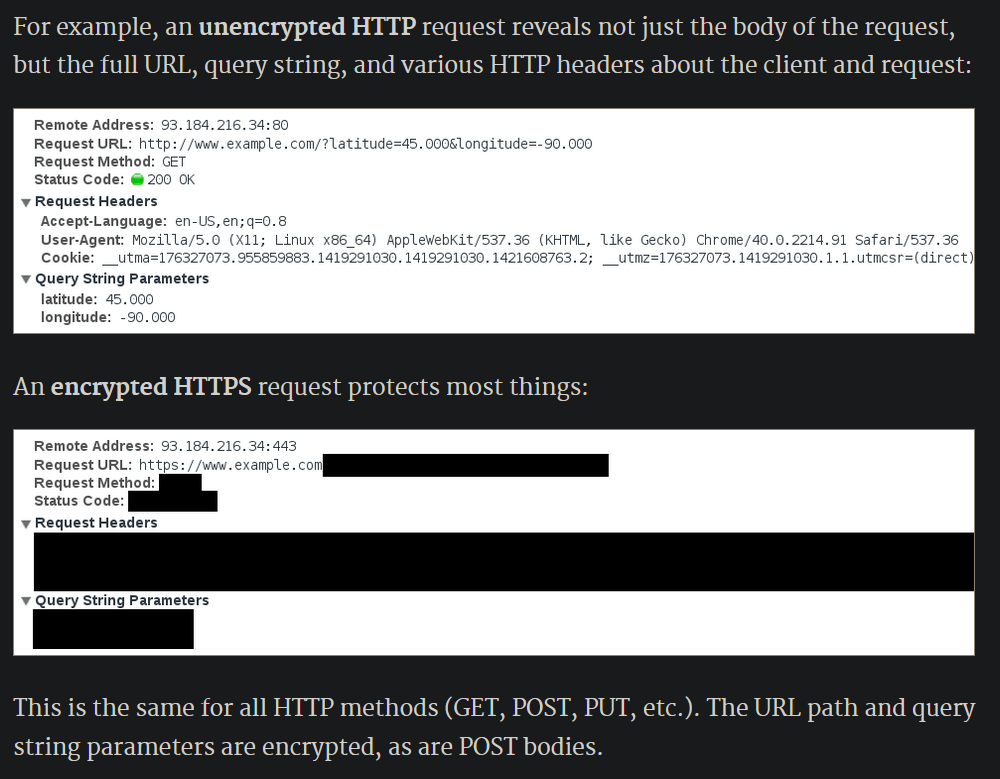 For example, an unencrypted HTTP request reveals not just the body of the request,
but the full URL, query string, and various HTTP headers about the client and request:
Remote Address: 93.184.216.34:80
Request URL: http://www.example.com/?latitude=45.000&longitude=-90.000
Request Method: GET
Status Code: 200 OK
Request Headers
Accept-Language: en-US,en;q=0.8
User-Agent: Mozilla/5.0 (X11; Linux x86_64) AppleWebKit/537.36 (KHTML, like Gecko) Chrome/40.0.2214.91 Safari/537.36
Cookie: __utma=176327073.955859883.1419291030.1419291030.1421608763.2; __utmz=176327073.1419291030.1.1.utmcsr=(direct)
Query String Parameters
latitude: 45.000
longitude: -90.000
An encrypted HTTPS request protects most things:
Remote Address: 93.184.216.34:443
Request URL: https://www.example.com
Request Method:
Status Code:
Request Headers
Query String Parameters
This is the same for all HTTP methods (GET, POST, PUT, etc.). The URL path and query
string parameters are encrypted, as are POST bodies.